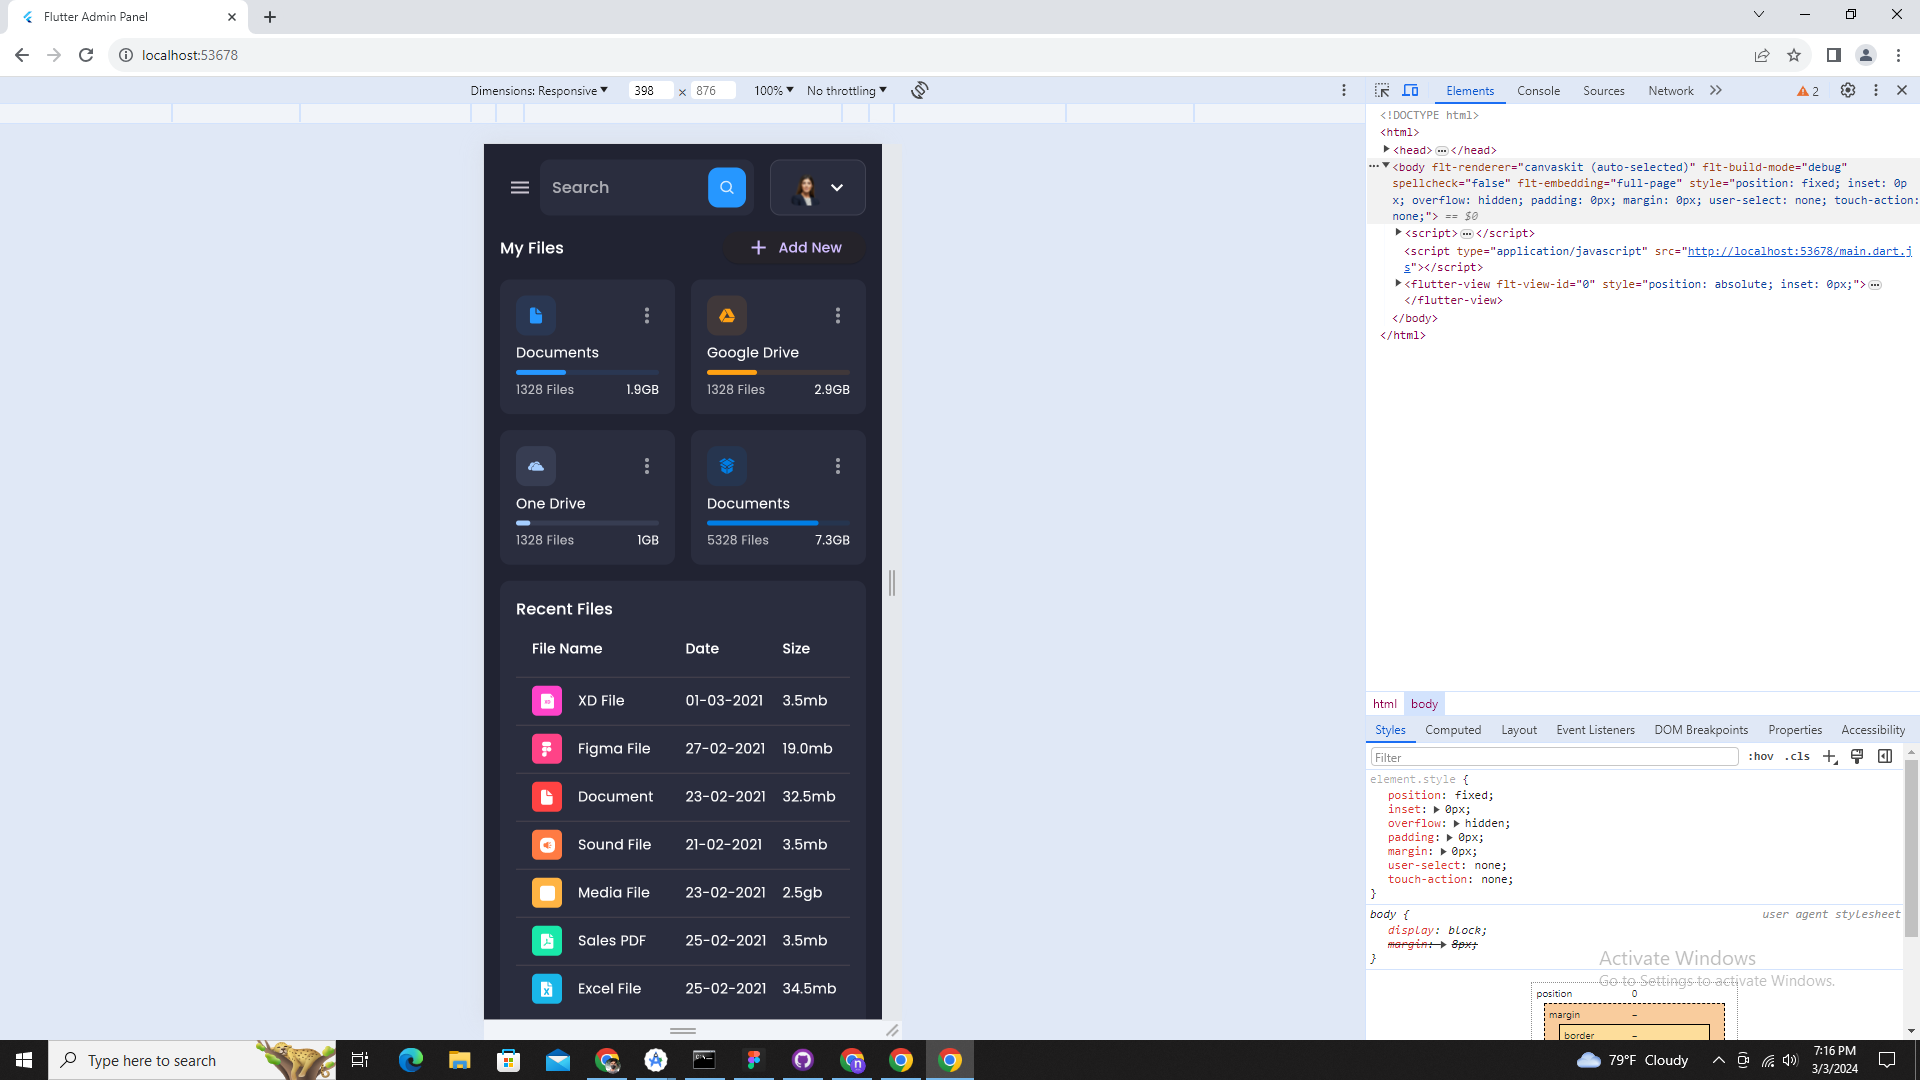 Flutter Admin Panel
localhost:53678
Dimensions: Responsive
398 x 876
100%
No throttling
Search
My Files
Add New
Documents
1328 Files 1.9GB
Google Drive
1328 Files 2.9GB
One Drive
1328 Files 1GB
Documents
5328 Files 7.3GB
Recent Files
File Name Date Size
XD File 01-03-2021 3.5mb
Figma File 27-02-2021 19.0mb
Document 23-02-2021 32.5mb
Sound File 21-02-2021 3.5mb
Media File 23-02-2021 2.5gb
Sales PDF 25-02-2021 3.5mb
Excel File 25-02-2021 34.5mb
Elements Console Sources Network 2
<!DOCTYPE html>
<html>
<head> … </head>
<body flt-renderer="canvaskit (auto-selected)" flt-build-mode="debug"
spellcheck="false" flt-embedding="full-page" style="position: fixed; inset: 0p
x; overflow: hidden; padding: 0px; margin: 0px; user-select: none; touch-action:
none;"> == $0
<script> … </script>
<script type="application/javascript" src="http://localhost:53678/main.dart.j
s"></script>
<flutter-view flt-view-id="0" style="position: absolute; inset: 0px;"> …
</flutter-view>
</body>
</html>
html body
Styles Computed Layout Event Listeners DOM Breakpoints Properties Accessibility
Filter :hov .cls
element.style {
position: fixed;
inset: 0px;
overflow: hidden;
padding: 0px;
margin: 0px;
user-select: none;
touch-action: none;
}
body { user agent stylesheet
display: block;
margin: 8px;
}
Activate Windows
Go to Settings to activate Windows.
position 0
margin –
border –
Type here to search
79°F Cloudy
7:16 PM
3/3/2024